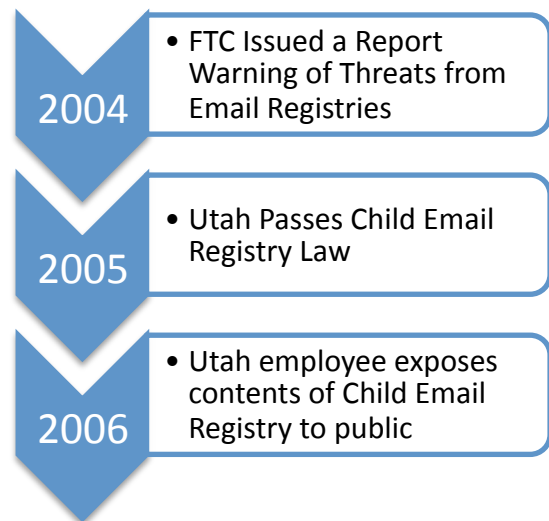 2004
• FTC Issued a Report
Warning of Threats from
Email Registries
2005
• Utah Passes Child Email
Registry Law
2006
• Utah employee exposes
contents of Child Email
Registry to public